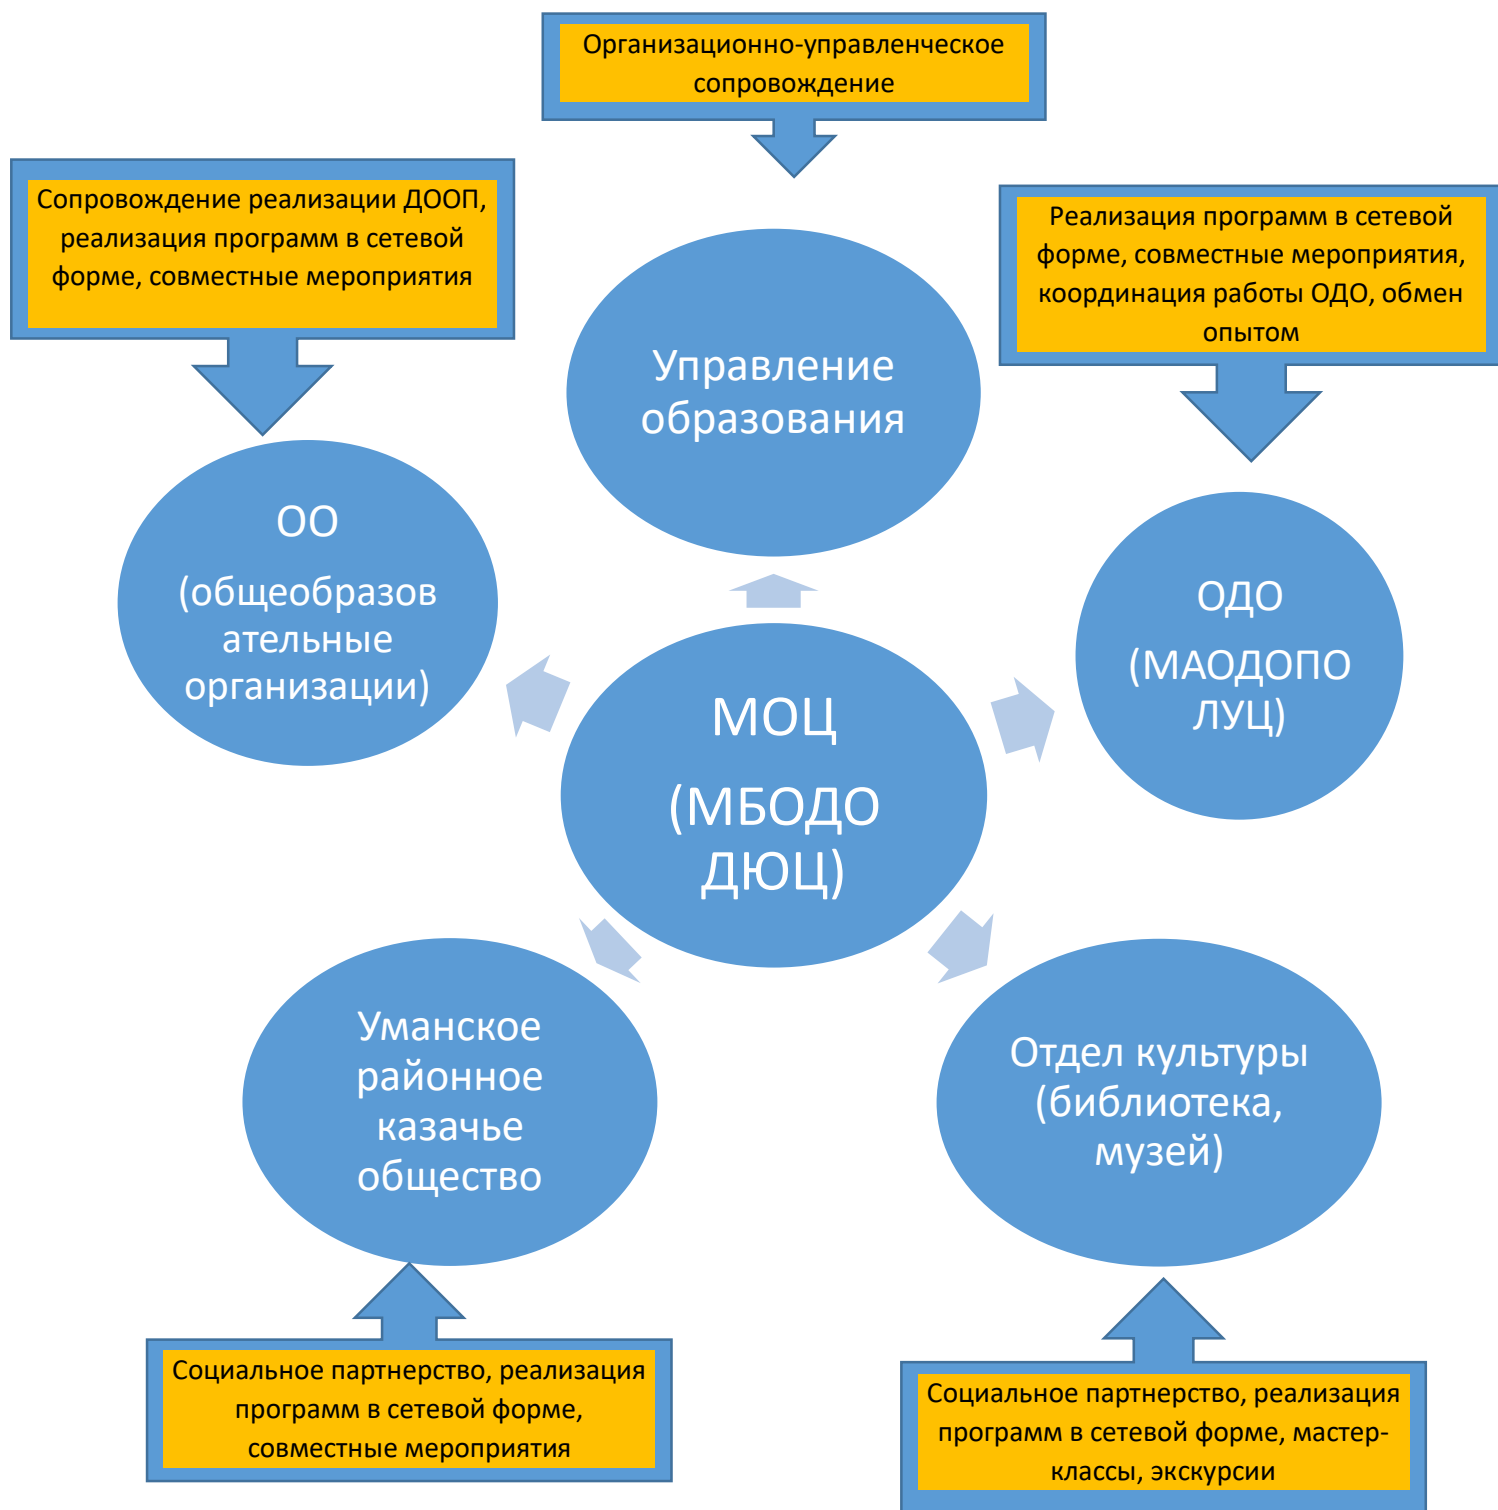 Организационно-управленческое
сопровождение
Сопровождение реализации ДООП,
реализация программ в сетевой
форме, совместные мероприятия
Реализация программ в сетевой
форме, совместные мероприятия,
координация работы ОДО, обмен
опытом
Управление
образования
ОО
(общеобразов
ательные
организации)
ОДО
(МАОДОПО
ЛУЦ)
МОЦ
(МБОДО
ДЮЦ)
Уманское
районное
казачье
общество
Отдел культуры
(библиотека,
музей)
Социальное партнерство, реализация
программ в сетевой форме,
совместные мероприятия
Социальное партнерство, реализация
программ в сетевой форме, мастер-
классы, экскурсии